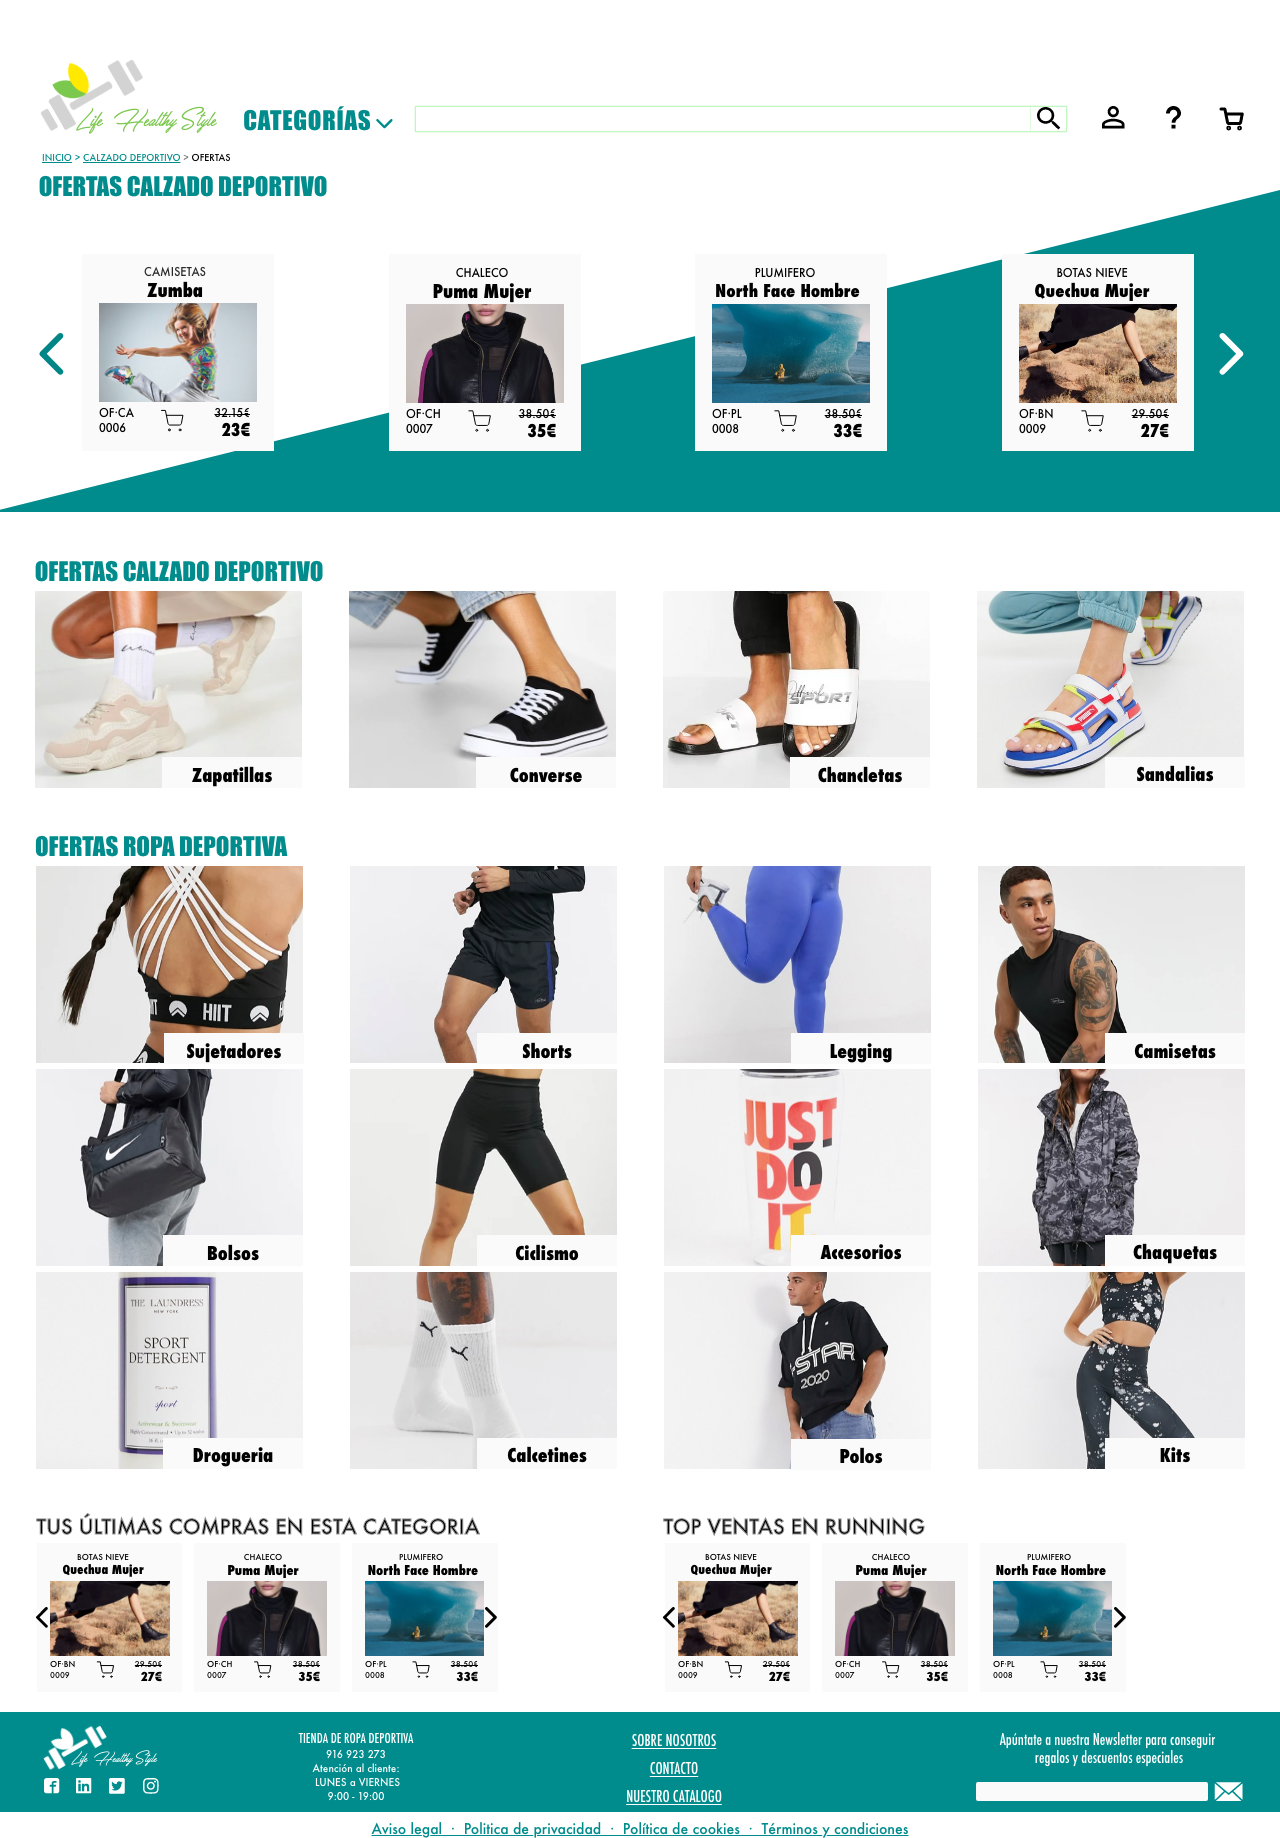 Life Healthy Style
CATEGORÍAS
?
INICIO > CALZADO DEPORTIVO > OFERTAS
OFERTAS CALZADO DEPORTIVO
CAMISETAS
Zumba
OF·CA
0006
32.15€
23€
CHALECO
Puma Mujer
OF·CH
0007
38.50€
35€
PLUMIFERO
North Face Hombre
OF·PL
0008
38.50€
33€
BOTAS NIEVE
Quechua Mujer
OF·BN
0009
29.50€
27€
OFERTAS CALZADO DEPORTIVO
Zapatillas
Converse
SPORT
Chancletas
Sandalias
OFERTAS ROPA DEPORTIVA
HIIT
Sujetadores
Shorts
Legging
Camisetas
Bolsos
Ciclismo
JUST
DO
IT
Accesorios
Chaquetas
THE LAUNDRESS
NEW YORK
SPORT
DETERGENT
sport
Drogueria
Calcetines
STAR
2020
Polos
Kits
TUS ÚLTIMAS COMPRAS EN ESTA CATEGORIA
BOTAS NIEVE
Quechua Mujer
OF·BN
0009
29.50€
27€
CHALECO
Puma Mujer
OF·CH
0007
38.50€
35€
PLUMIFERO
North Face Hombre
OF·PL
0008
38.50€
33€
TOP VENTAS EN RUNNING
BOTAS NIEVE
Quechua Mujer
OF·BN
0009
29.50€
27€
CHALECO
Puma Mujer
OF·CH
0007
38.50€
35€
PLUMIFERO
North Face Hombre
OF·PL
0008
38.50€
33€
Life Healthy Style
TIENDA DE ROPA DEPORTIVA
916 923 273
Atención al cliente:
LUNES a VIERNES
9:00 - 19:00
SOBRE NOSOTROS
CONTACTO
NUESTRO CATALOGO
Apúntate a nuestra Newsletter para conseguir
regalos y descuentos especiales
Aviso legal · Politica de privacidad · Política de cookies · Términos y condiciones